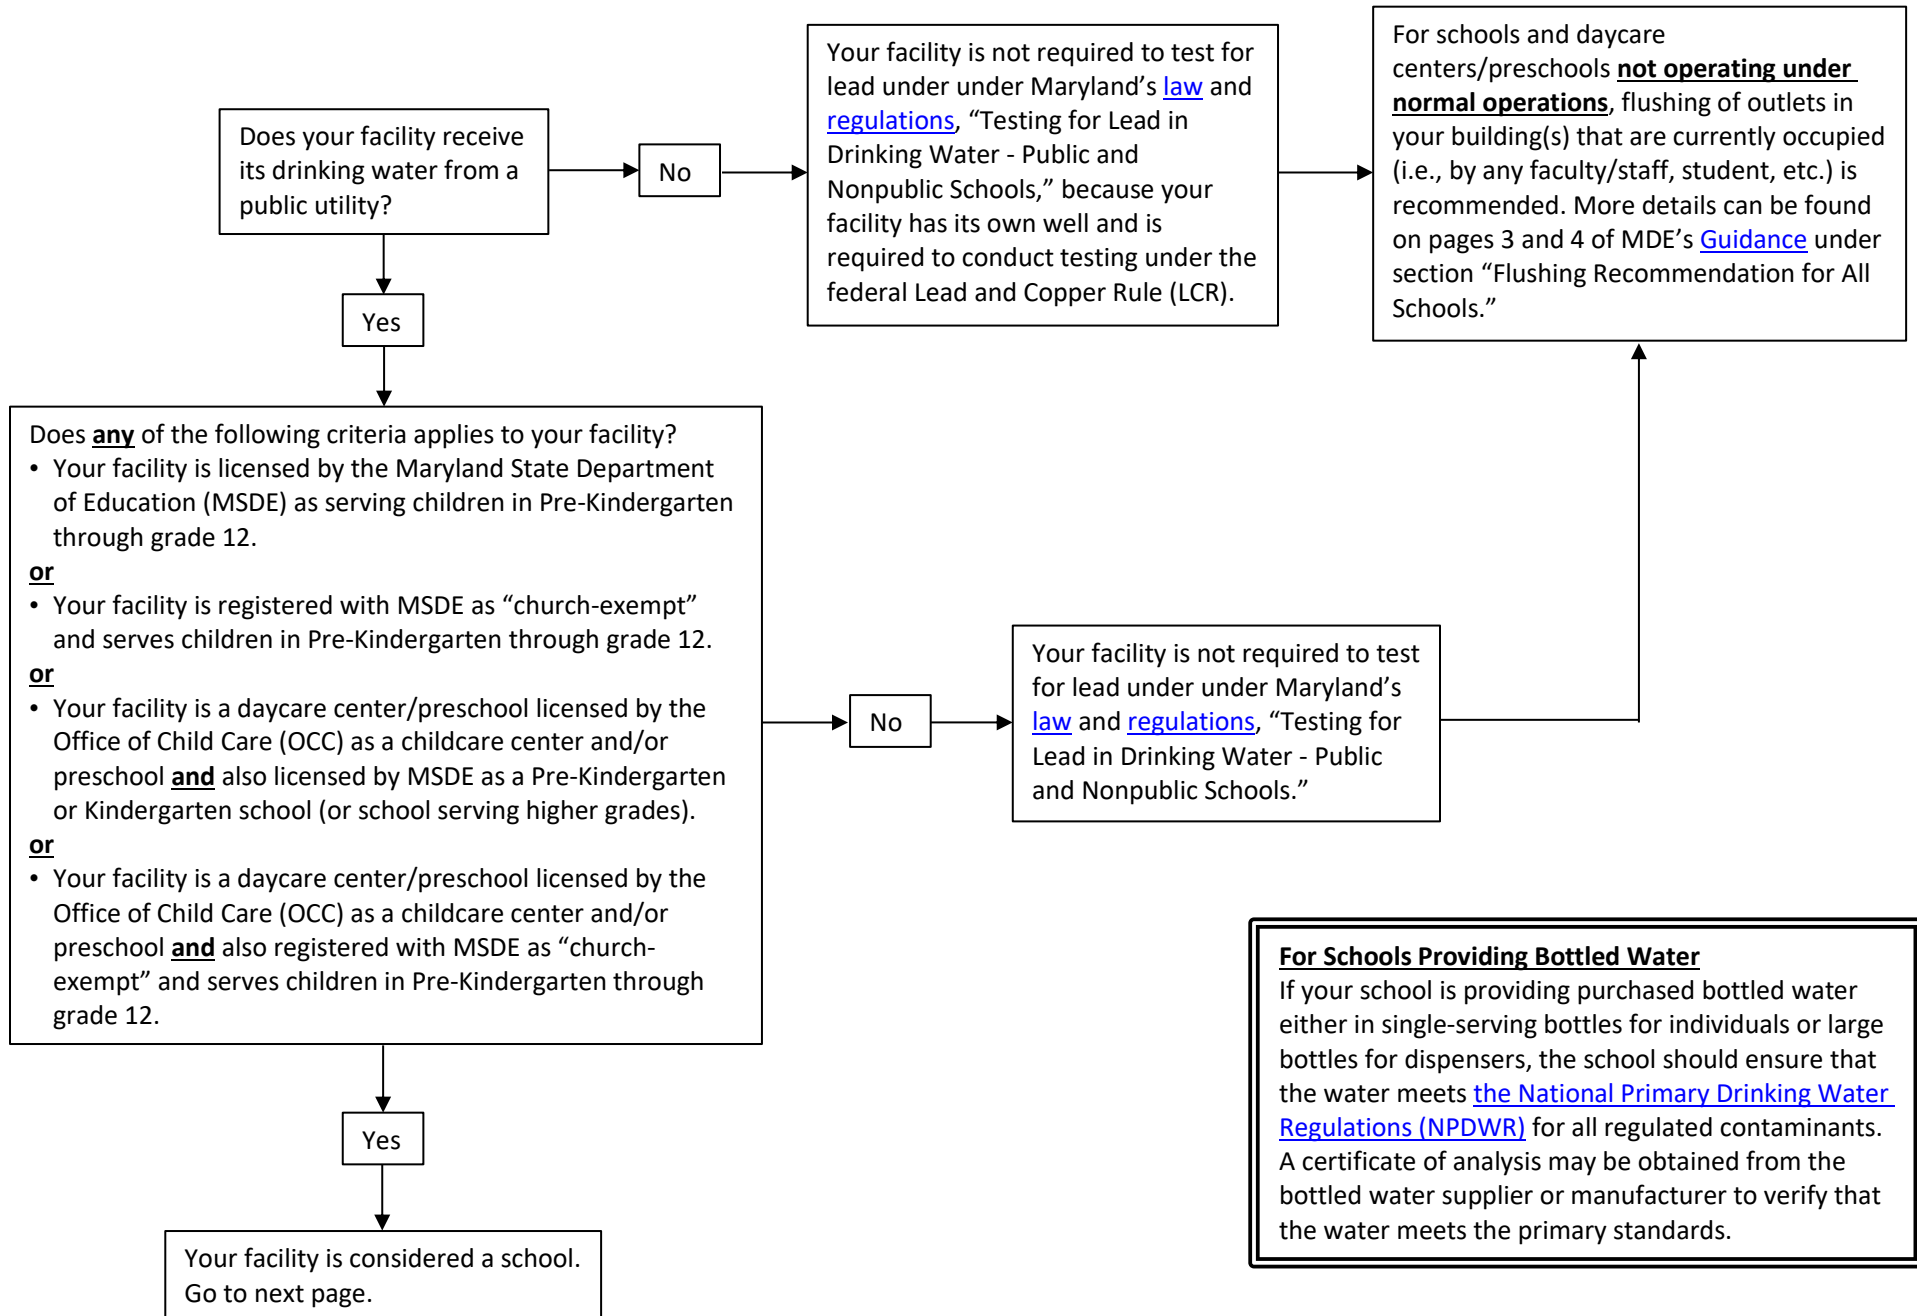 Does your facility receive
its drinking water from a
public utility?
No
Your facility is not required to test for
lead under under Maryland’s law and
regulations, “Testing for Lead in
Drinking Water - Public and
Nonpublic Schools,” because your
facility has its own well and is
required to conduct testing under the
federal Lead and Copper Rule (LCR).
For schools and daycare
centers/preschools not operating under
normal operations, flushing of outlets in
your building(s) that are currently occupied
(i.e., by any faculty/staff, student, etc.) is
recommended. More details can be found
on pages 3 and 4 of MDE’s Guidance under
section “Flushing Recommendation for All
Schools.”
Yes
Does any of the following criteria applies to your facility?
• Your facility is licensed by the Maryland State Department
of Education (MSDE) as serving children in Pre-Kindergarten
through grade 12.
or
• Your facility is registered with MSDE as “church-exempt”
and serves children in Pre-Kindergarten through grade 12.
or
• Your facility is a daycare center/preschool licensed by the
Office of Child Care (OCC) as a childcare center and/or
preschool and also licensed by MSDE as a Pre-Kindergarten
or Kindergarten school (or school serving higher grades).
or
• Your facility is a daycare center/preschool licensed by the
Office of Child Care (OCC) as a childcare center and/or
preschool and also registered with MSDE as “church-
exempt” and serves children in Pre-Kindergarten through
grade 12.
No
Your facility is not required to test
for lead under under Maryland’s
law and regulations, “Testing for
Lead in Drinking Water - Public
and Nonpublic Schools.”
Yes
Your facility is considered a school.
Go to next page.
For Schools Providing Bottled Water
If your school is providing purchased bottled water
either in single-serving bottles for individuals or large
bottles for dispensers, the school should ensure that
the water meets the National Primary Drinking Water
Regulations (NPDWR) for all regulated contaminants.
A certificate of analysis may be obtained from the
bottled water supplier or manufacturer to verify that
the water meets the primary standards.